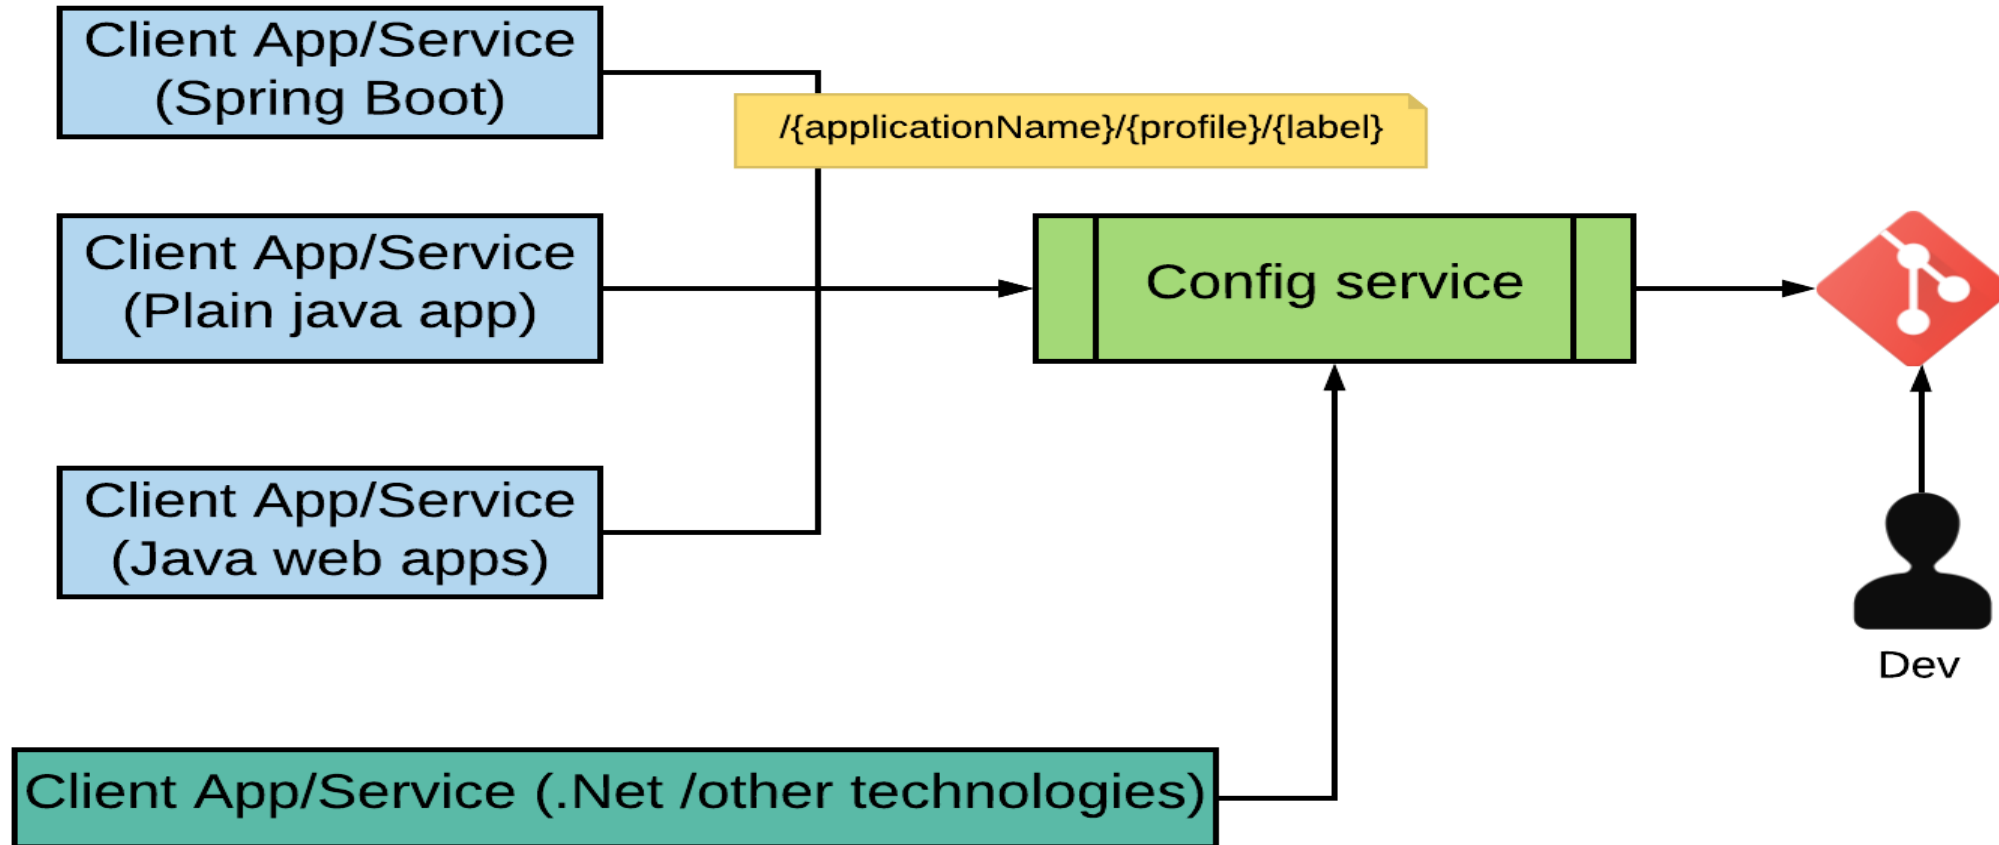 Client App/Service
(Spring Boot)
/{applicationName}/{profile}/{label}
Client App/Service
(Plain java app)
Config service
Client App/Service
(Java web apps)
Dev
Client App/Service (.Net /other technologies)